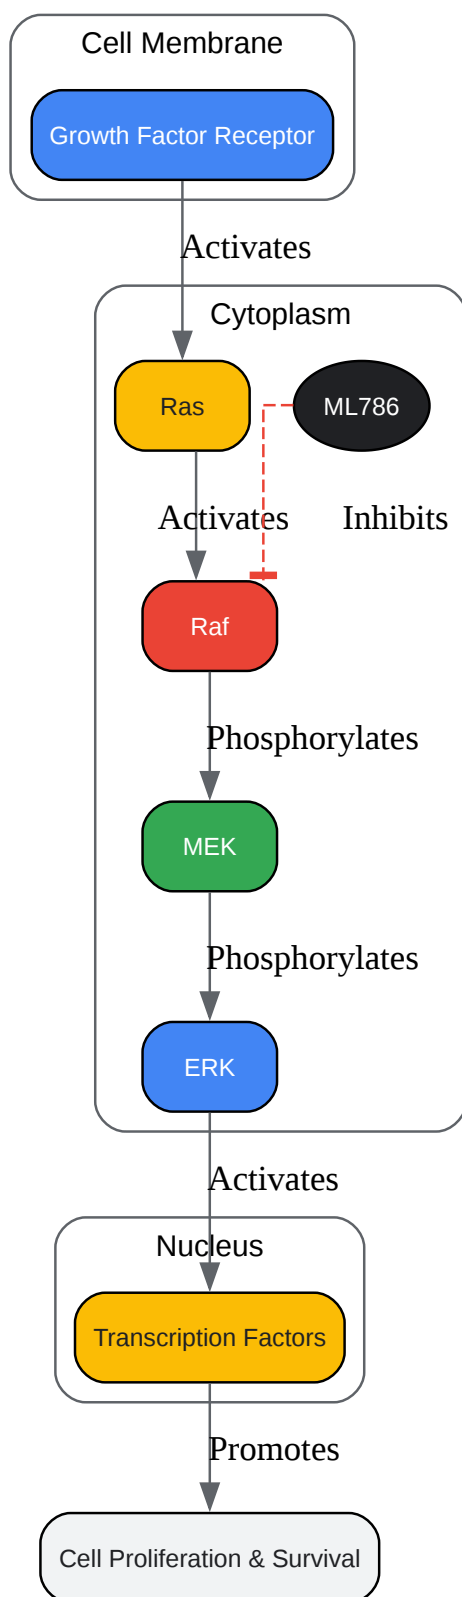 Cell Membrane
Growth Factor Receptor
Activates
Cytoplasm
Ras
ML786
Activates
Inhibits
Raf
Phosphorylates
MEK
Phosphorylates
ERK
Activates
Nucleus
Transcription Factors
Promotes
Cell Proliferation & Survival